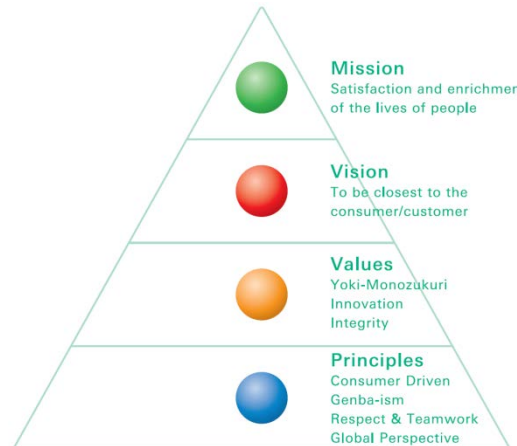 Mission
Satisfaction and enrichmen
of the lives of people
Vision
To be closest to the
consumer/customer
Values
Yoki-Monozukuri
Innovation
Integrity
Principles
Consumer Driven
Genba-ism
Respect & Teamwork
Global Perspective